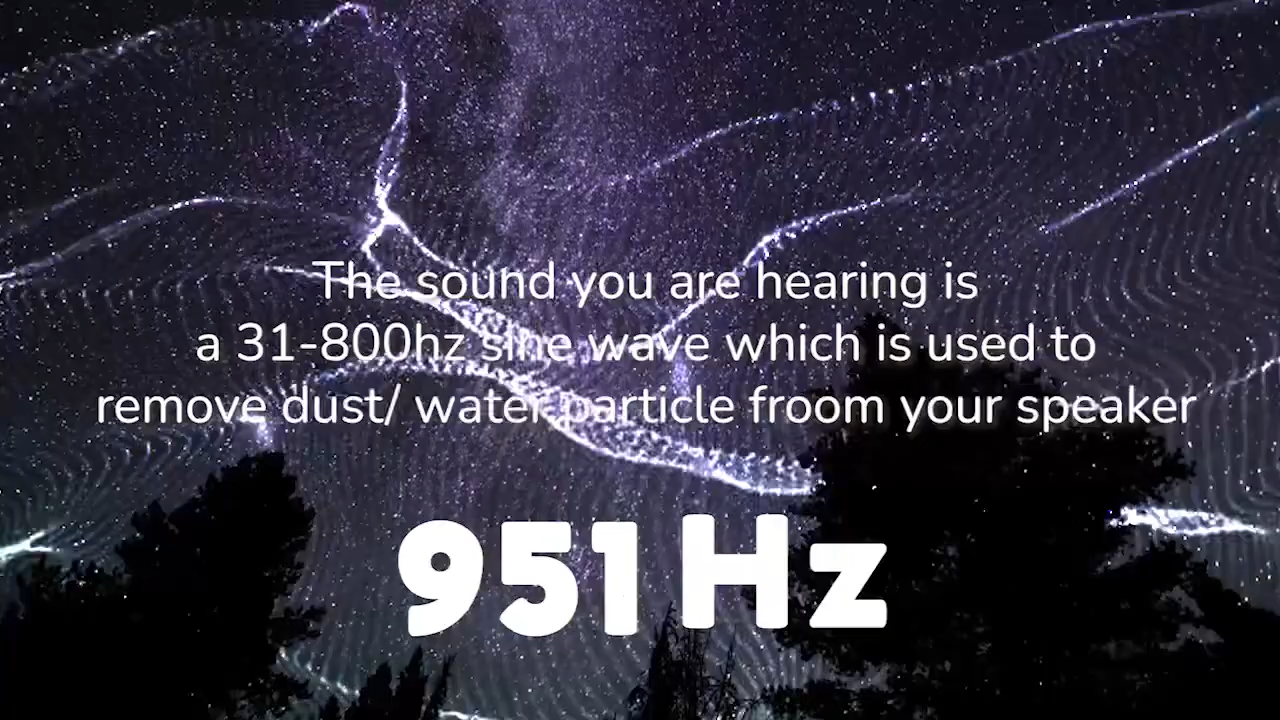 The sound you are hearing is
a 31-800hz sine wave which is used to
remove dust/ water particle froom your speaker
951 Hz